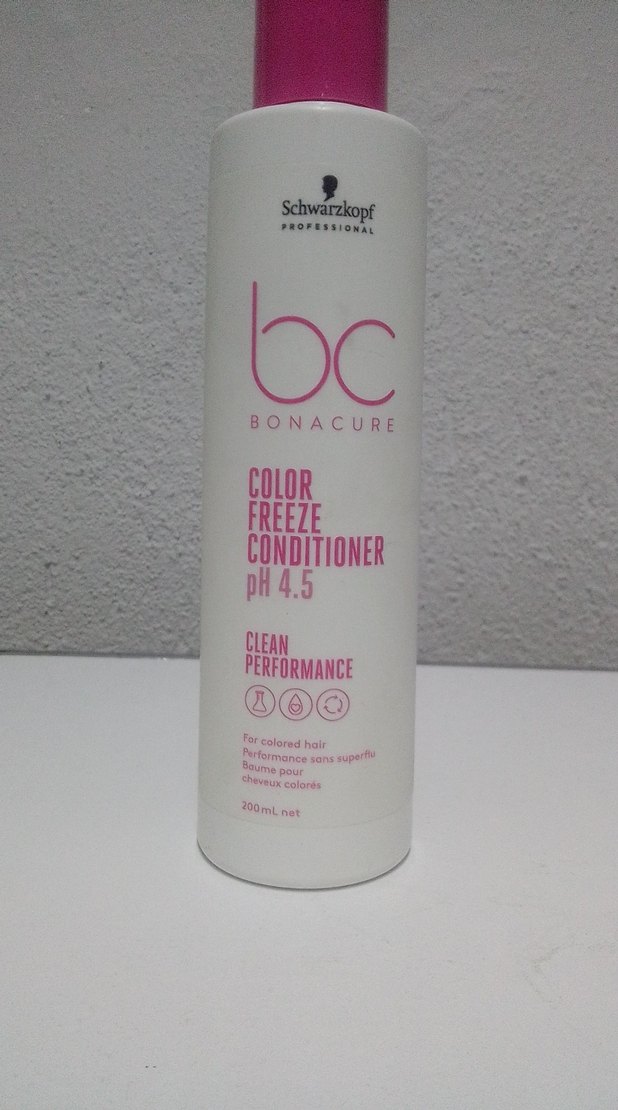 Schwarzkopf
PROFESSIONAL
bc
BONACURE
COLOR
FREEZE
CONDITIONER
pH 4.5
CLEAN
PERFORMANCE
For colored hair
Performance sans superflu
Baume pour
cheveux colorés
200mL net